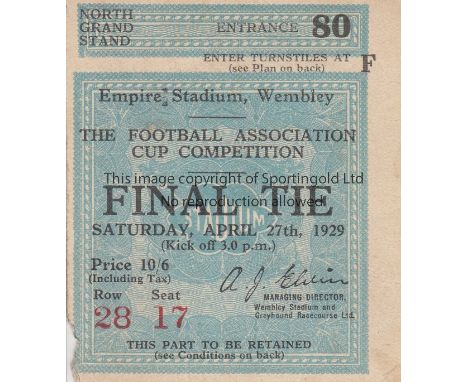 NORTH
GRAND
STAND
ENTRANCE 80
ENTER TURNSTILES AT F
(see Plan on back)
Empire Stadium, Wembley
THE FOOTBALL ASSOCIATION
CUP COMPETITION
This image copyright of Sportingold Ltd
FINAL TIE
No reproduction allowed!
STADIUM
SATURDAY, APRIL 27th, 1929
(Kick off 3.0 p.m.)
Price 10/6
(Including Tax)
A. J. Elvin
MANAGING DIRECTOR,
Wembley Stadium and
Greyhound Racecourse Ltd.
Row Seat
28 17
THIS PART TO BE RETAINED
(see Conditions on back)